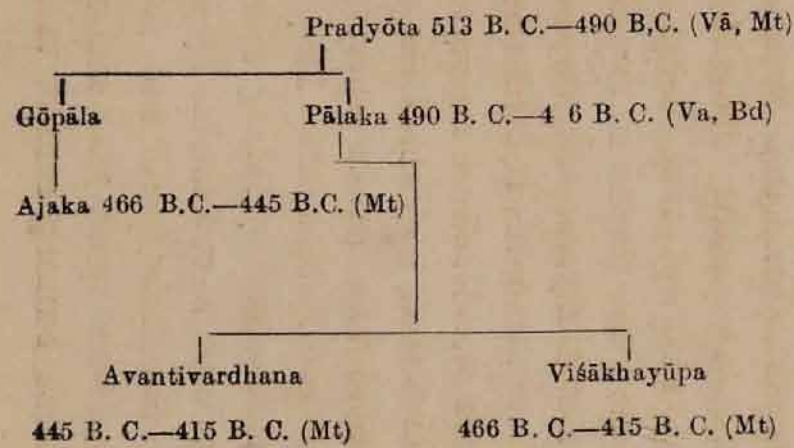 Pradyōta 513 B. C.—490 B,C. (Vā, Mt)
Gōpāla Pālaka 490 B. C.—4 6 B. C. (Va, Bd)
Ajaka 466 B.C.—445 B.C. (Mt)
Avantivardhana Viśākhayūpa
445 B. C.—415 B. C. (Mt) 466 B. C.—415 B. C. (Mt)